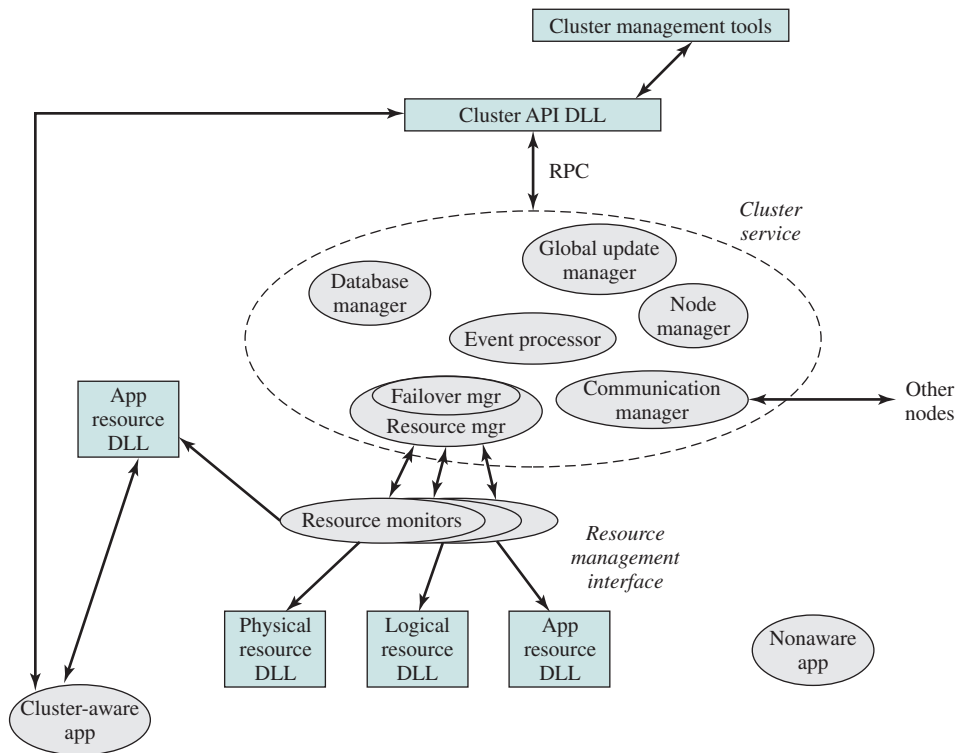 Cluster management tools
Cluster API DLL
RPC
Cluster
service
Global update
manager
Database
manager
Node
manager
Event processor
Failover mgr
Resource mgr
Communication
manager
Other
nodes
App
resource
DLL
Resource monitors
Resource
management
interface
Physical
resource
DLL
Logical
resource
DLL
App
resource
DLL
Nonaware
app
Cluster-aware
app